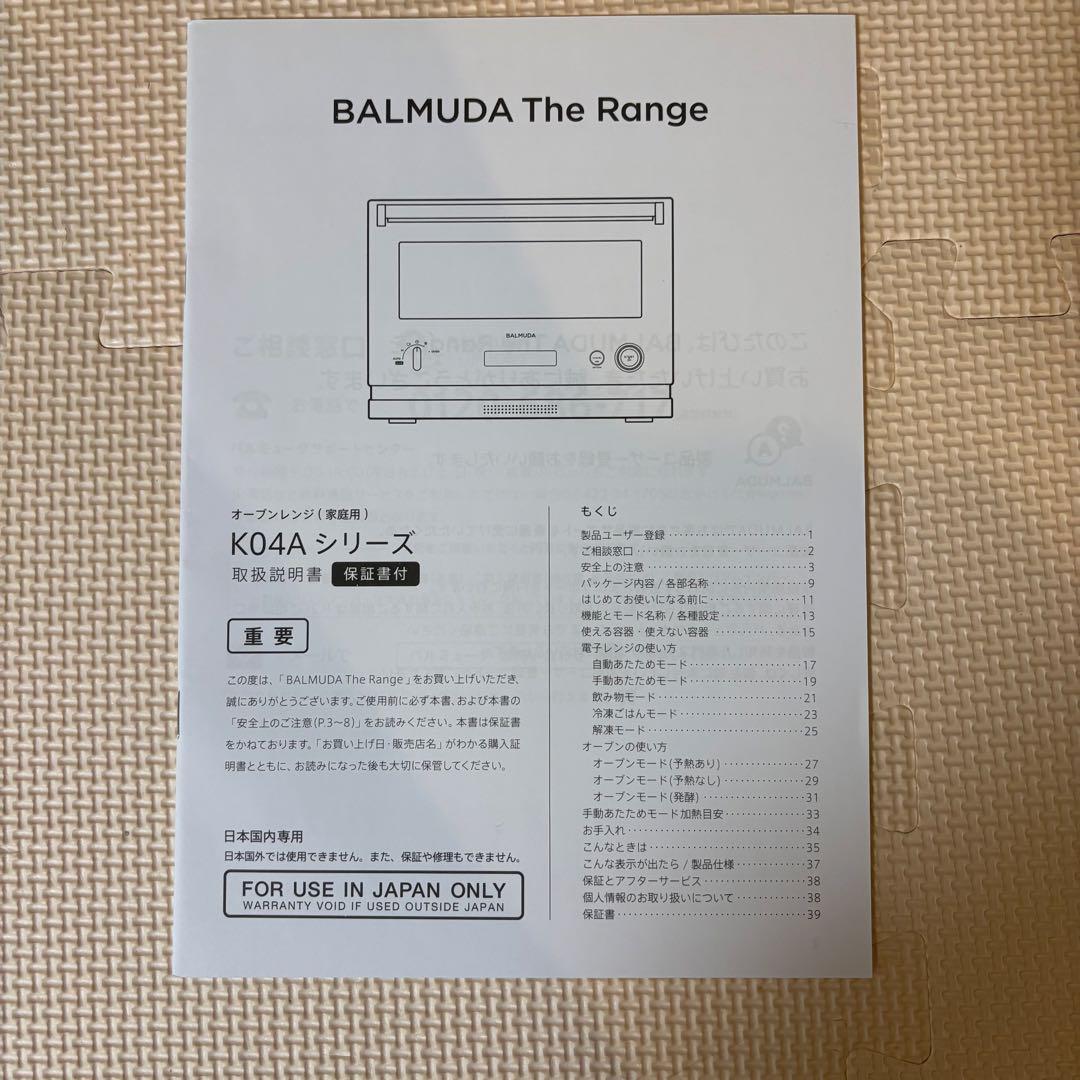 BALMUDA The Range
BALMUDA
オーブンレンジ ( 家庭用 )
K04A シリーズ
取扱説明書 保証書付
重要
この度は、「 BALMUDA The Range 」をお買い上げいただき、
誠にありがとうございます。ご使用前に必ず本書、および本書の
「安全上のご注意(P.3〜8)」をお読みください。本書は保証書
をかねております。「お買い上げ日・販売店名」がわかる購入証
明書とともに、お読みになった後も大切に保管してください。
日本国内専用
日本国外では使用できません。また、保証や修理もできません。
FOR USE IN JAPAN ONLY
WARRANTY VOID IF USED OUTSIDE JAPAN
もくじ
製品ユーザー登録 ························ 1
ご相談窓口 ······························ 2
安全上の注意 ···························· 3
パッケージ内容 / 各部名称 ················ 9
はじめてお使いになる前に ················ 11
機能とモード名称 / 各種設定 ·············· 13
使える容器・使えない容器 ················ 15
電子レンジの使い方
自動あたためモード ···················· 17
手動あたためモード ···················· 19
飲み物モード ·························· 21
冷凍ごはんモード ······················ 23
解凍モード ···························· 25
オーブンの使い方
オーブンモード(予熱あり) ·············· 27
オーブンモード(予熱なし) ·············· 29
オーブンモード(発酵) ·················· 31
手動あたためモード加熱目安 ·············· 33
お手入れ ································ 34
こんなときは ···························· 35
こんな表示が出たら / 製品仕様 ············ 37
保証とアフターサービス ·················· 38
個人情報のお取り扱いについて ············ 38
保証書 ·································· 39